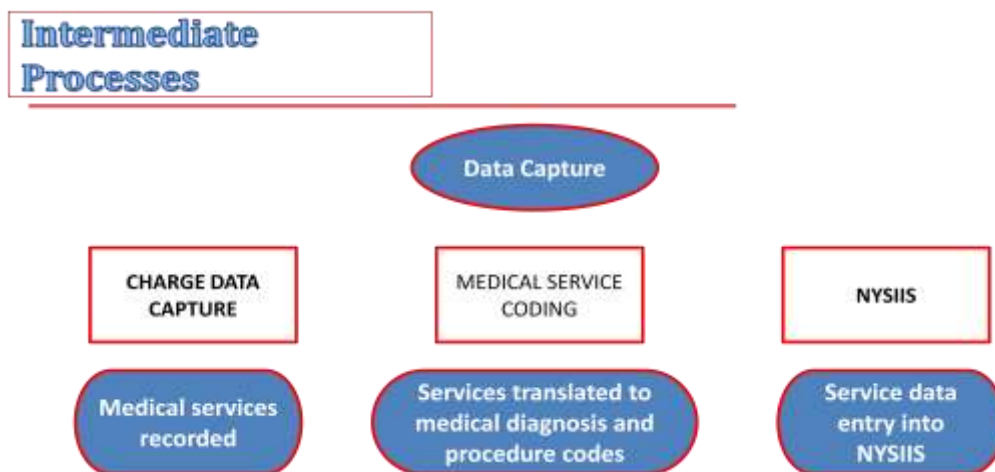 Intermediate
Processes
Data Capture
CHARGE DATA
CAPTURE
MEDICAL SERVICE
CODING
NYSIIS
Medical services
recorded
Services translated to
medical diagnosis and
procedure codes
Service data
entry into
NYSIIS